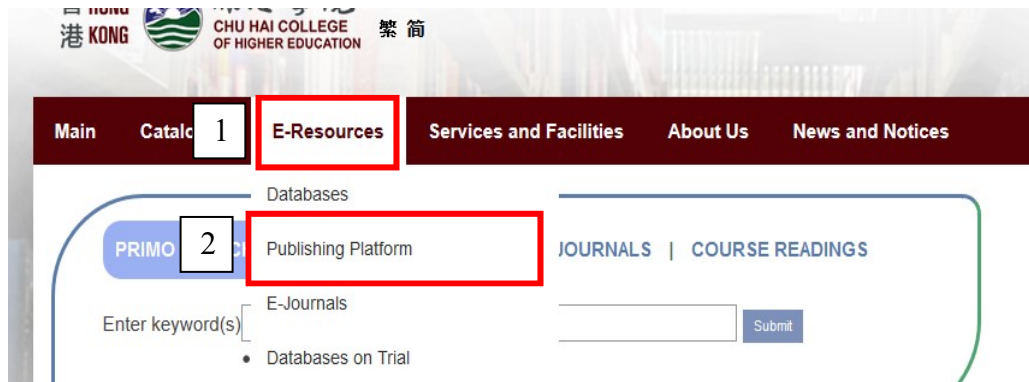 港 KONG
CHU HAI COLLEGE
OF HIGHER EDUCATION
繁 简
Main Catalo 1 E-Resources Services and Facilities About Us News and Notices
Databases
PRIMO 2 Publishing Platform JOURNALS | COURSE READINGS
E-Journals
Enter keyword(s) Submit
• Databases on Trial